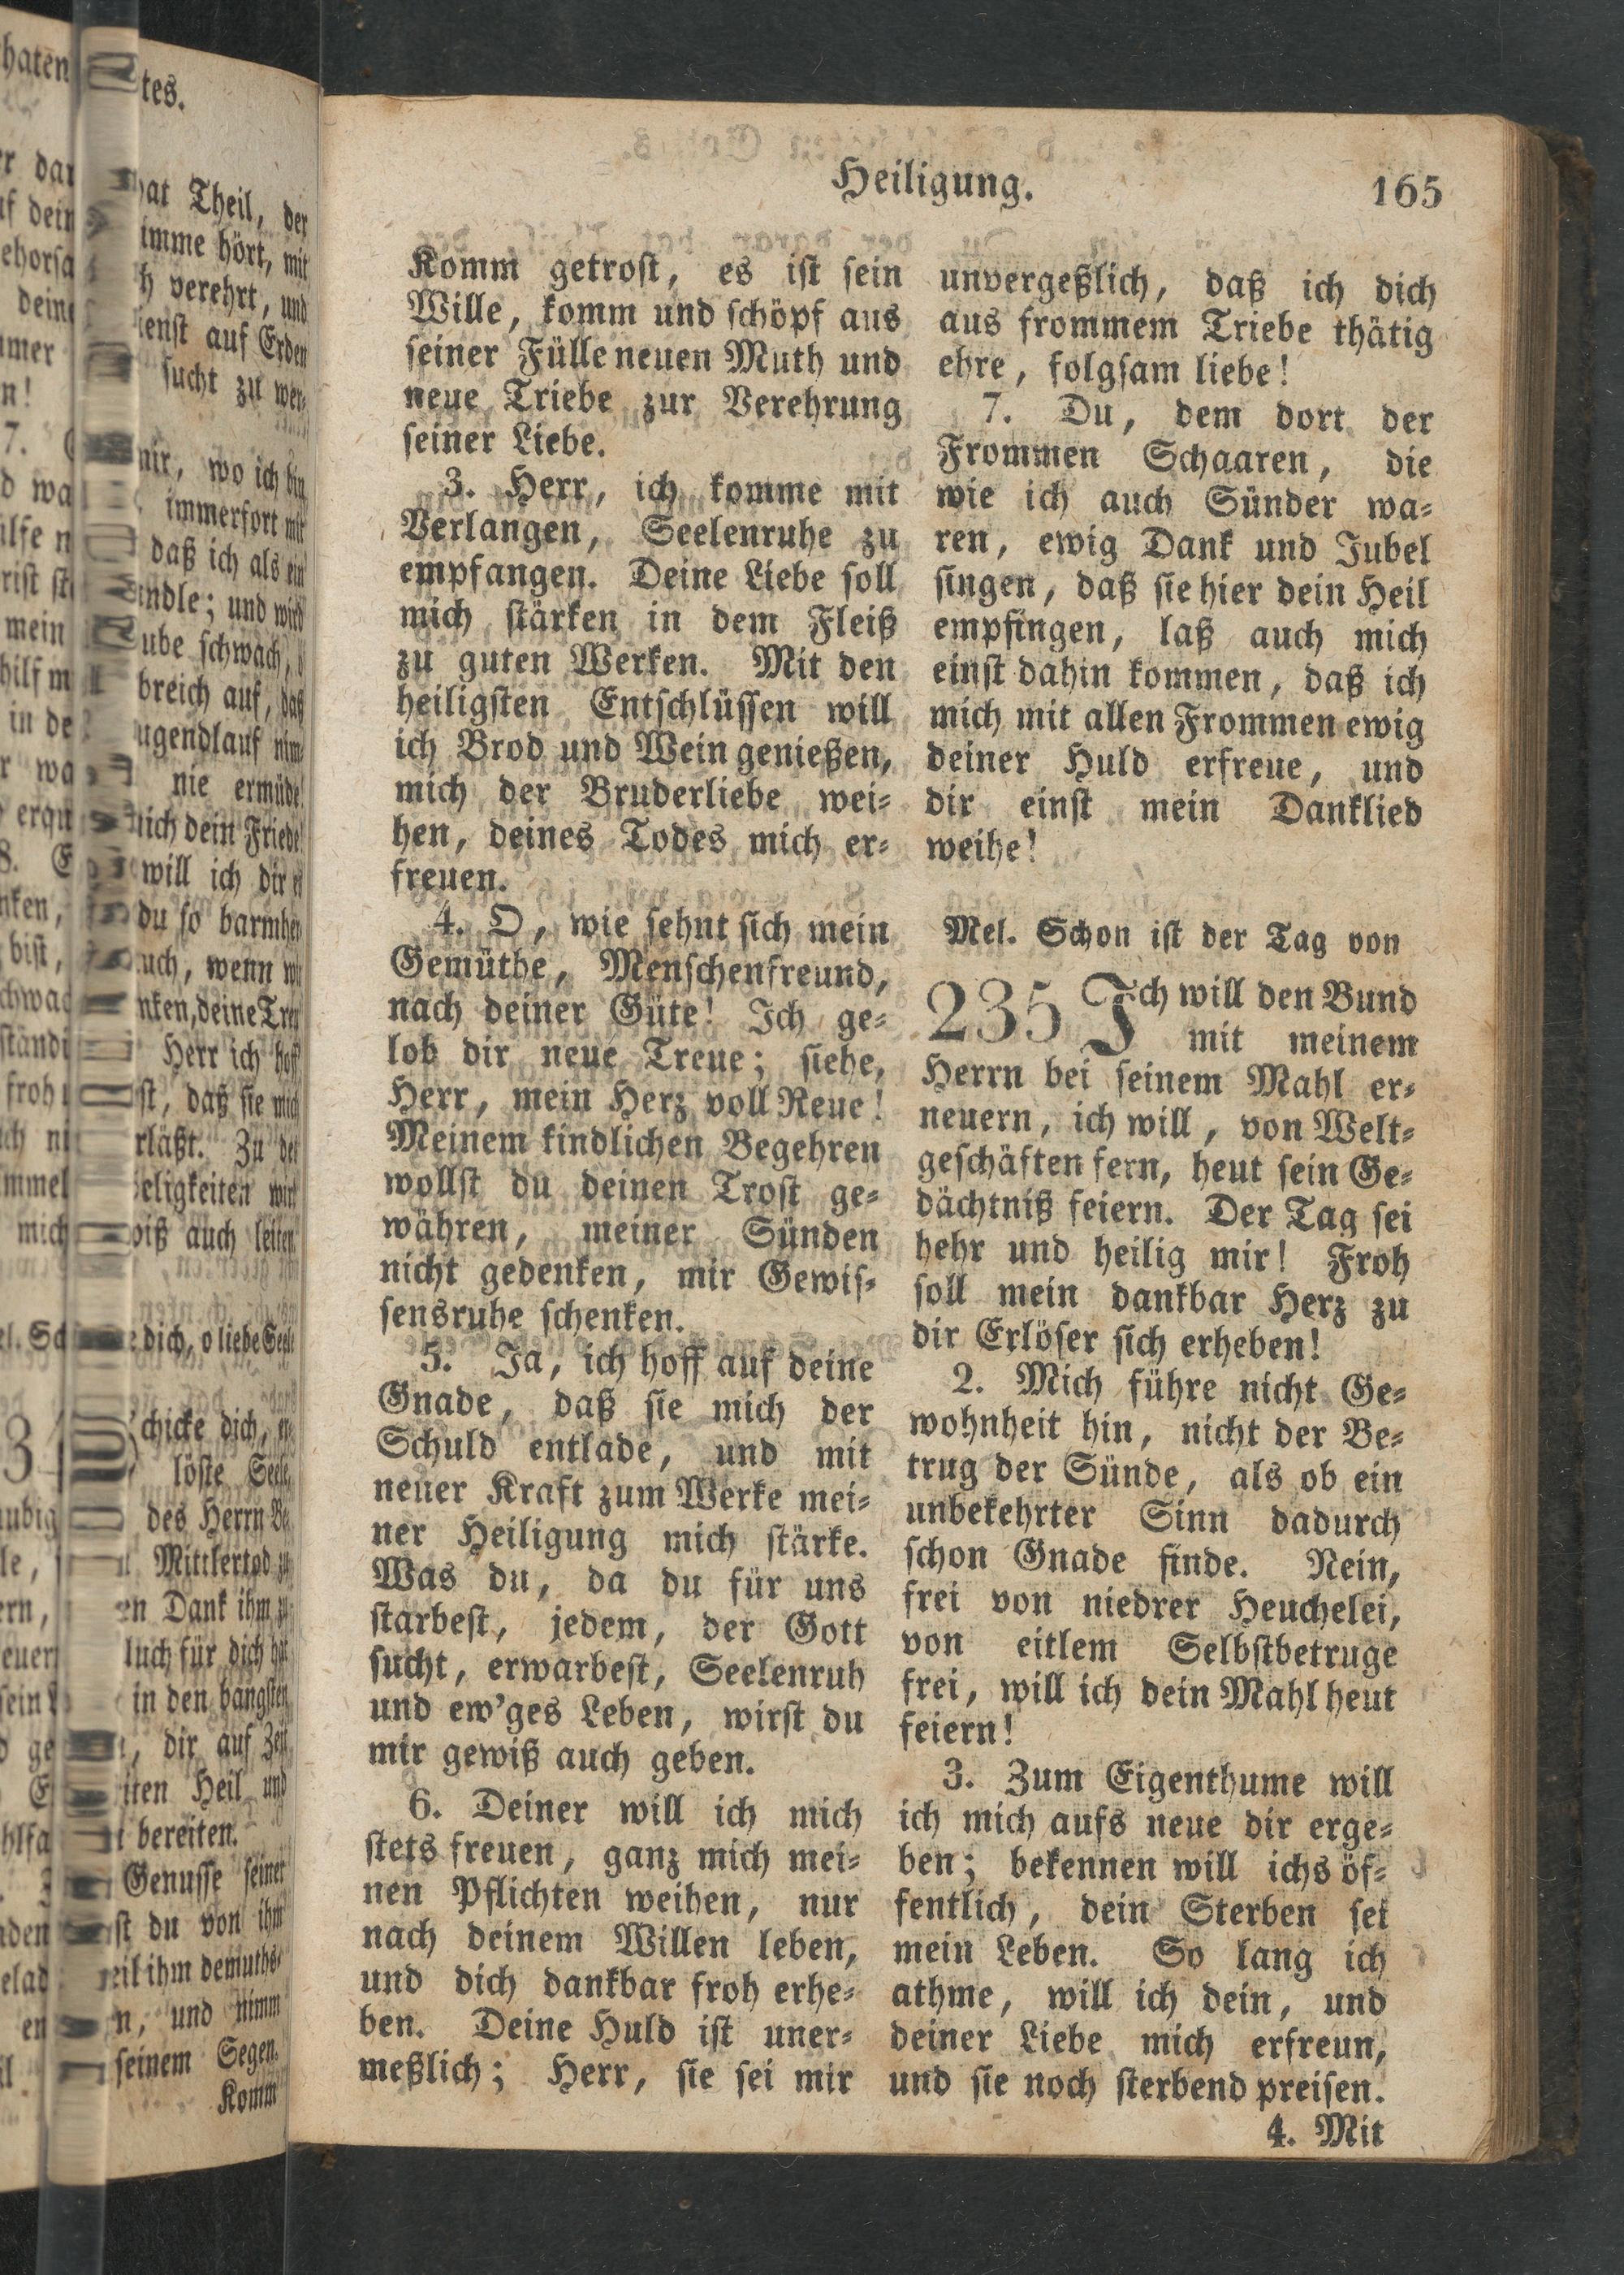 Heiligung. 165
Komm getrost, es ist sein
Wille, komm und schöpf aus
seiner Fülle neuen Muth und
neue Triebe zur Verehrung
seiner Liebe.
3. Herr, ich komme mit
Verlangen, Seelenruhe zu
empfangen. Deine Liebe soll
mich stärken in dem Fleiß
zu guten Werken. Mit den
heiligsten Entschlüssen will
ich Brod und Wein genießen,
mich der Bruderliebe wei-
hen, deines Todes mich er-
freuen.
4. O, wie sehnt sich mein
Gemüthe, Menschenfreund,
nach deiner Güte! Ich ge-
lob dir neue Treue; siehe,
Herr, mein Herz voll Reue!
Meinem kindlichen Begehren
wollst du deinen Trost ge-
währen, meiner Sünden
nicht gedenken, mir Gewis-
sensruhe schenken.
5. Ja, ich hoff auf deine
Gnade, daß sie mich der
Schuld entlade, und mit
neuer Kraft zum Werke mei-
ner Heiligung mich stärke.
Was du, da du für uns
starbest, jedem, der Gott
sucht, erwarbest, Seelenruh
und ew'ges Leben, wirst du
mir gewiß auch geben.
6. Deiner will ich mich
stets freuen, ganz mich mei-
nen Pflichten weihen, nur
nach deinem Willen leben,
und dich dankbar froh erhe-
ben. Deine Huld ist uner-
meßlich; Herr, sie sei mir
unvergeßlich, daß ich dich
aus frommem Triebe thätig
ehre, folgsam liebe!
7. Du, dem dort der
Frommen Schaaren, die
wie ich auch Sünder wa-
ren, ewig Dank und Jubel
singen, daß sie hier dein Heil
empfingen, laß auch mich
einst dahin kommen, daß ich
mich mit allen Frommen ewig
deiner Huld erfreue, und
dir einst mein Danklied
weihe!
Mel. Schon ist der Tag von
235 Ich will den Bund
mit meinem
Herrn bei seinem Mahl er-
neuern, ich will, von Welt-
geschäften fern, heut sein Ge-
dächtniß feiern. Der Tag sei
hehr und heilig mir! Froh
soll mein dankbar Herz zu
dir Erlöser sich erheben!
2. Mich führe nicht Ge-
wohnheit hin, nicht der Be-
trug der Sünde, als ob ein
unbekehrter Sinn dadurch
schon Gnade finde. Nein,
frei von niedrer Heuchelei,
von eitlem Selbstbetruge
frei, will ich dein Mahl heut
feiern!
3. Zum Eigenthume will
ich mich aufs neue dir erge-
ben; bekennen will ichs öf-
fentlich, dein Sterben sei
mein Leben. So lang ich
athme, will ich dein, und
deiner Liebe mich erfreun,
und sie noch sterbend preisen.
4. Mit